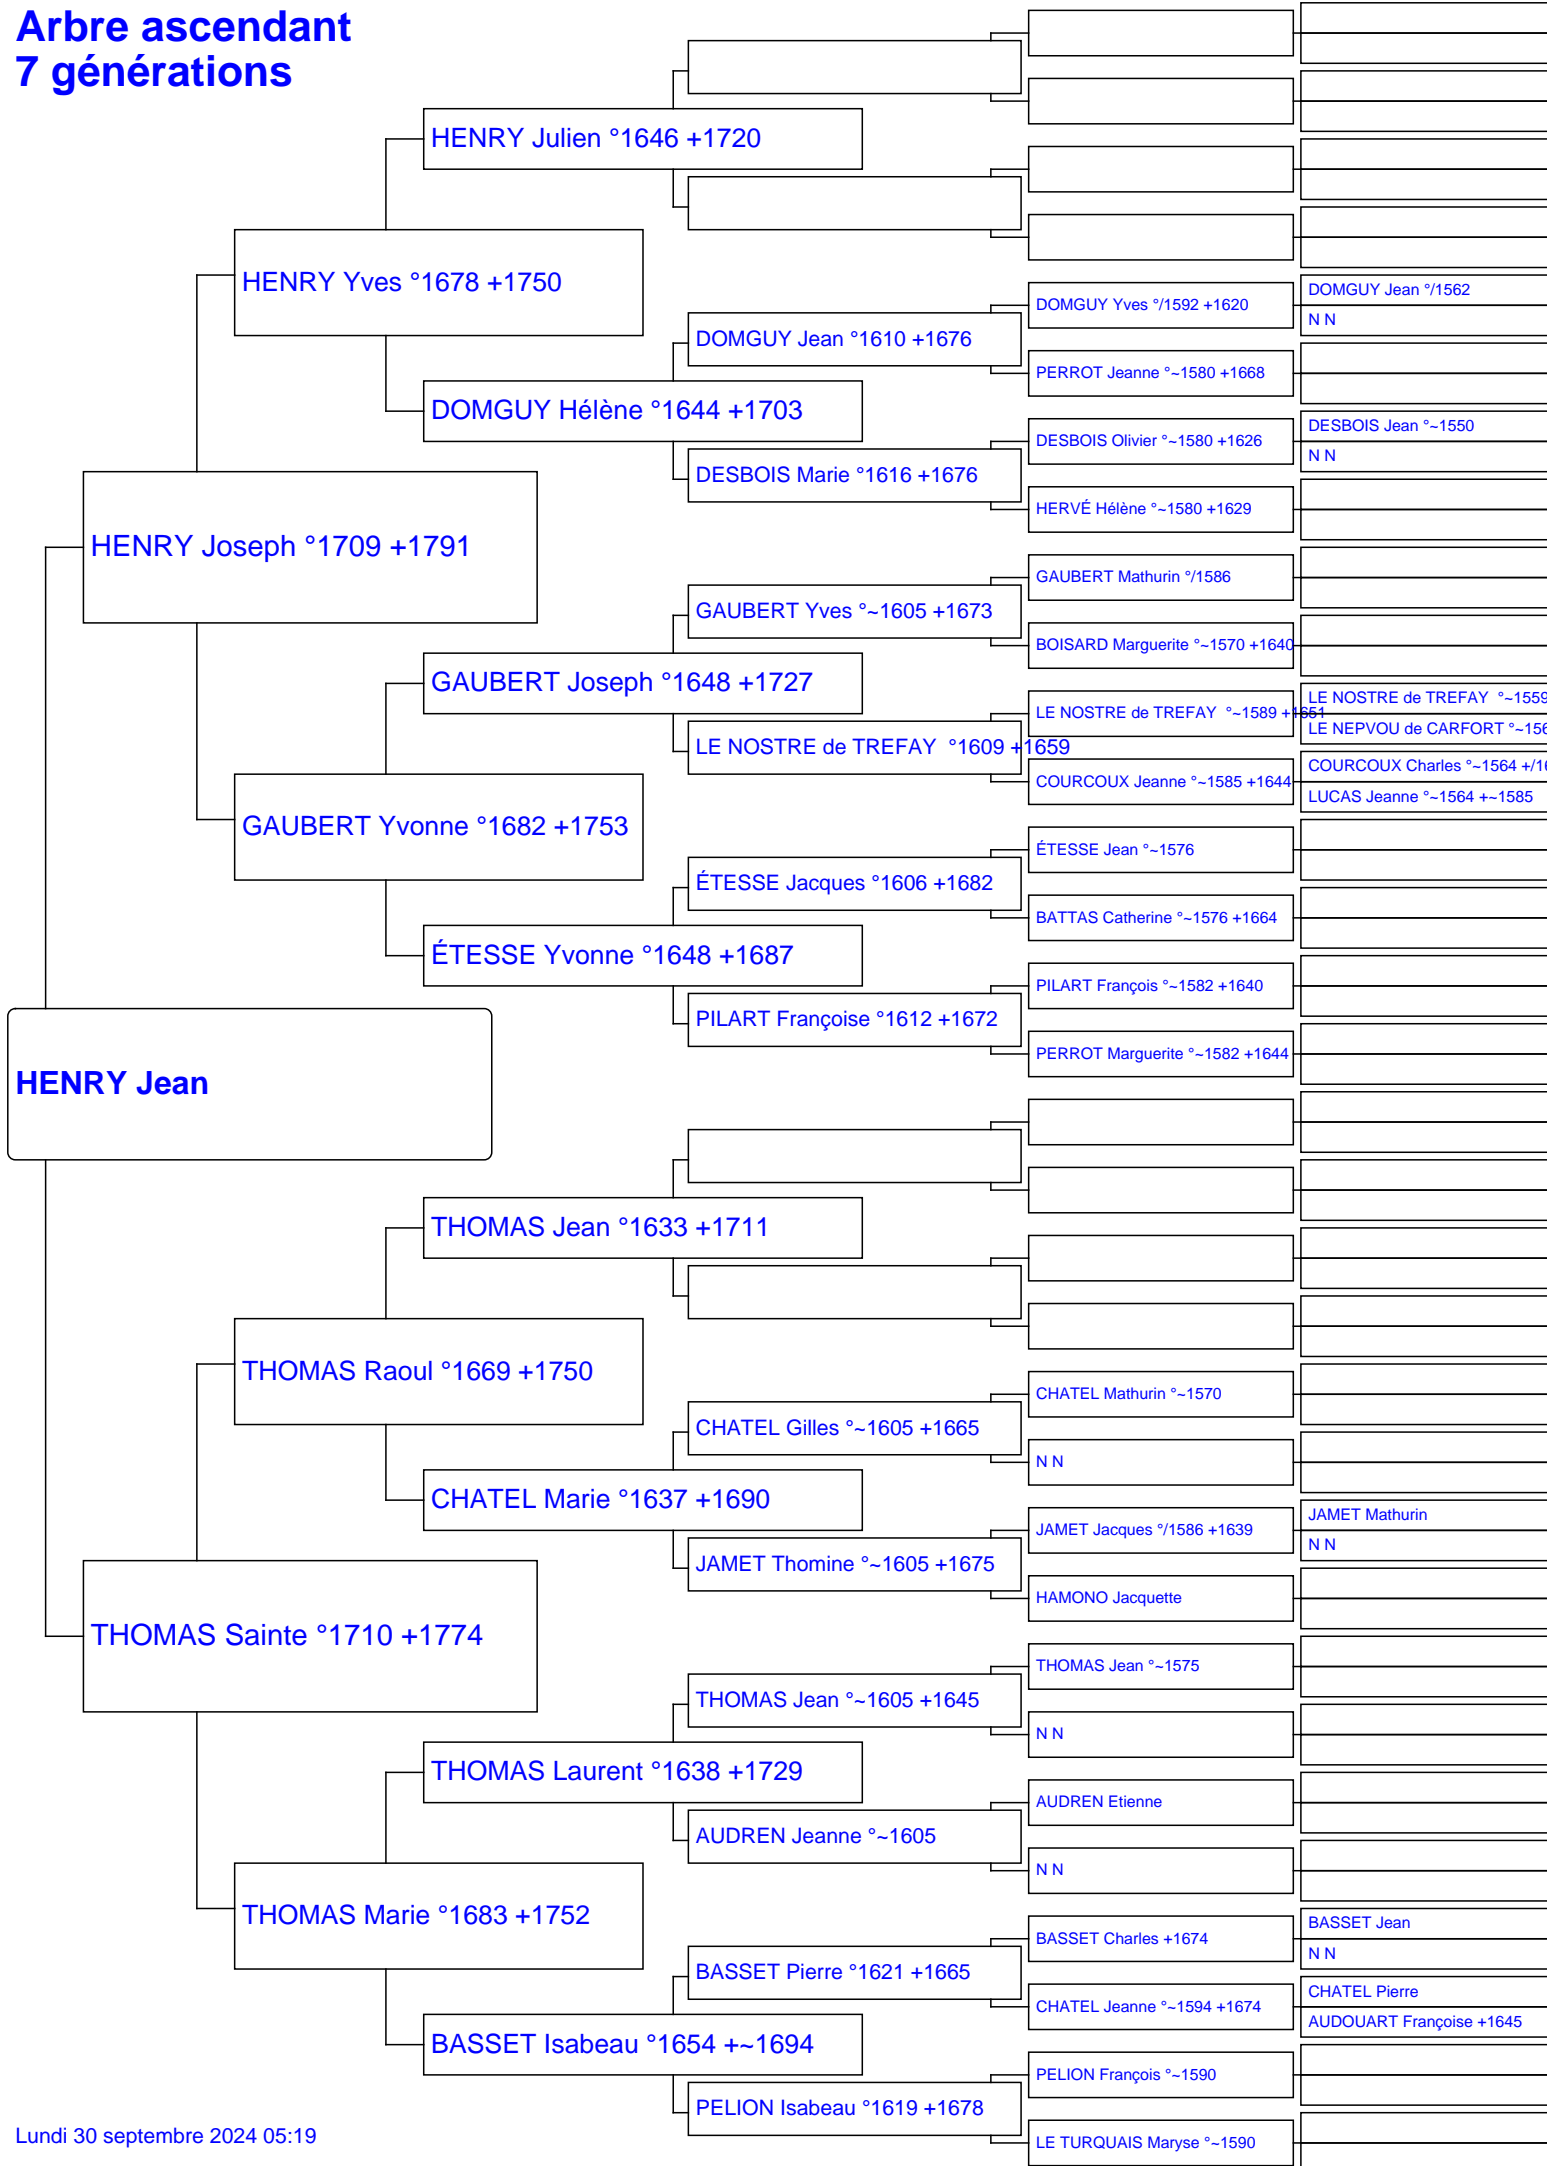 Arbre ascendant
7 générations
HENRY Julien °1646 +1720
HENRY Yves °1678 +1750
DOMGUY Jean °/1562
DOMGUY Yves °/1592 +1620
N N
DOMGUY Jean °1610 +1676
PERROT Jeanne °~1580 +1668
DOMGUY Hélène °1644 +1703
DESBOIS Jean °~1550
DESBOIS Olivier °~1580 +1626
N N
DESBOIS Marie °1616 +1676
HERVÉ Hélène °~1580 +1629
HENRY Joseph °1709 +1791
GAUBERT Mathurin °/1586
GAUBERT Yves °~1605 +1673
BOISARD Marguerite °~1570 +1640
GAUBERT Joseph °1648 +1727
LE NOSTRE de TREFAY °~1559
LE NOSTRE de TREFAY °~1589 +1651
LE NEPVOU de CARFORT °~156
LE NOSTRE de TREFAY °1609 +1659
COURCOUX Charles °~1564 +/16
COURCOUX Jeanne °~1585 +1644
LUCAS Jeanne °~1564 +~1585
GAUBERT Yvonne °1682 +1753
ÉTESSE Jean °~1576
ÉTESSE Jacques °1606 +1682
BATTAS Catherine °~1576 +1664
ÉTESSE Yvonne °1648 +1687
PILART François °~1582 +1640
PILART Françoise °1612 +1672
PERROT Marguerite °~1582 +1644
HENRY Jean
THOMAS Jean °1633 +1711
THOMAS Raoul °1669 +1750
CHATEL Mathurin °~1570
CHATEL Gilles °~1605 +1665
N N
CHATEL Marie °1637 +1690
JAMET Mathurin
JAMET Jacques °/1586 +1639
N N
JAMET Thomine °~1605 +1675
HAMONO Jacquette
THOMAS Sainte °1710 +1774
THOMAS Jean °~1575
THOMAS Jean °~1605 +1645
N N
THOMAS Laurent °1638 +1729
AUDREN Etienne
AUDREN Jeanne °~1605
N N
THOMAS Marie °1683 +1752
BASSET Jean
BASSET Charles +1674
N N
BASSET Pierre °1621 +1665
CHATEL Pierre
CHATEL Jeanne °~1594 +1674
AUDOUART Françoise +1645
BASSET Isabeau °1654 +~1694
PELION François °~1590
PELION Isabeau °1619 +1678
LE TURQUAIS Maryse °~1590
Lundi 30 septembre 2024 05:19